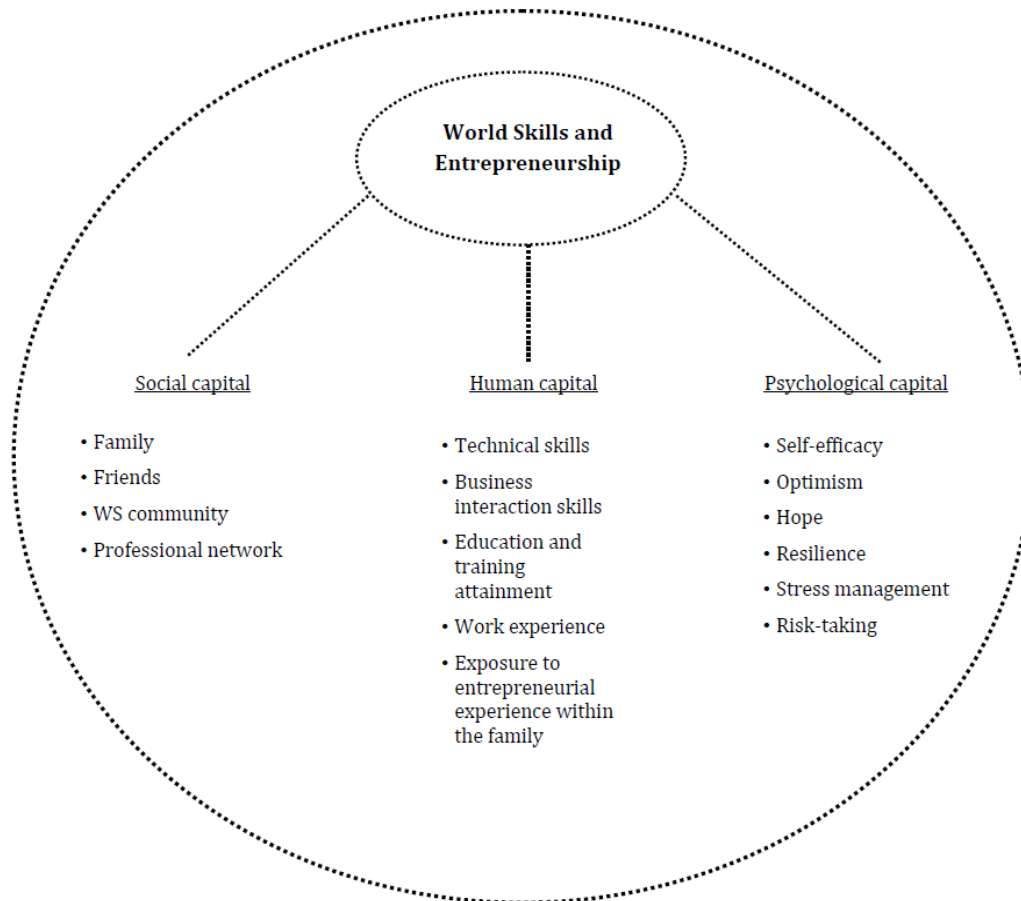 World Skills and
Entrepreneurship
Social capital
• Family
• Friends
• WS community
• Professional network
Human capital
• Technical skills
• Business
interaction skills
• Education and
training
attainment
• Work experience
• Exposure to
entrepreneurial
experience within
the family
Psychological capital
• Self-efficacy
• Optimism
• Hope
• Resilience
• Stress management
• Risk-taking